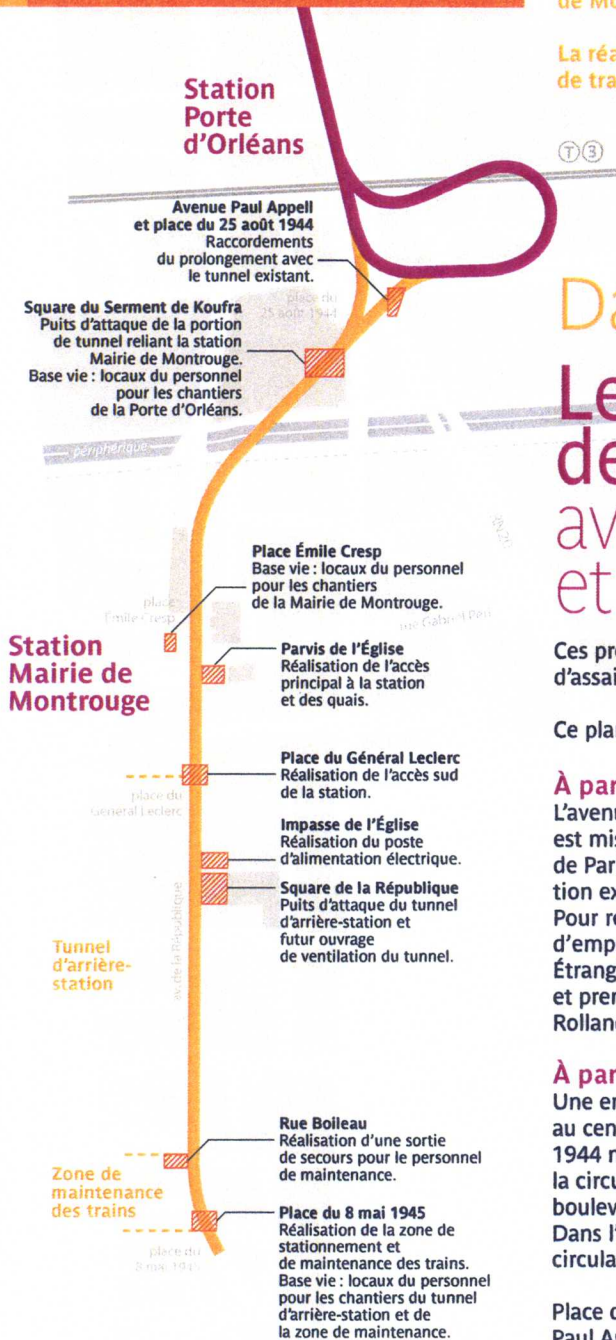 de Mo
La réa
de tra
Station
Porte
d'Orléans
T 3
Avenue Paul Appell
et place du 25 août 1944
Raccordements
du prolongement avec
le tunnel existant.
place du
25 août 1944
Square du Serment de Koufra
Puits d'attaque de la portion
de tunnel reliant la station
Mairie de Montrouge.
Base vie : locaux du personnel
pour les chantiers
de la Porte d'Orléans.
périphérique
RN20
Place Émile Cresp
Base vie : locaux du personnel
pour les chantiers
de la Mairie de Montrouge.
place
Émile Cresp
rue Gabriel Péri
Station
Mairie de
Montrouge
Parvis de l'Église
Réalisation de l'accès
principal à la station
et des quais.
Place du Général Leclerc
Réalisation de l'accès sud
de la station.
place du
Général Leclerc
Impasse de l'Église
Réalisation du poste
d'alimentation électrique.
Square de la République
Puits d'attaque du tunnel
d'arrière-station et
futur ouvrage
de ventilation du tunnel.
av. de la République
Tunnel
d'arrière-
station
Rue Boileau
Réalisation d'une sortie
de secours pour le personnel
de maintenance.
Zone de
maintenance
des trains
Place du 8 mai 1945
Réalisation de la zone de
stationnement et
de maintenance des trains.
Base vie : locaux du personnel
pour les chantiers du tunnel
d'arrière-station et de
la zone de maintenance.
place du
8 mai 1945
Da
Le
de
av
et
Ces pr
d'assai
Ce pla
À par
L'avenu
est mis
de Par
tion ex
Pour re
d'emp
Étrang
et pren
Rolland
À par
Une en
au cen
1944 n
la circu
boulev
Dans l'
circula
Place d
Paul A